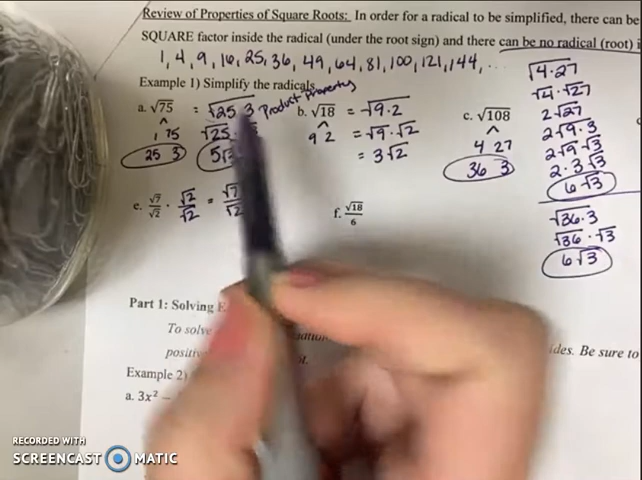 Review of Properties of Square Roots: In order for a radical to be simplified, there can be
SQUARE factor inside the radical (under the root sign) and there can be no radical (root) i
1, 4, 9, 16, 25, 36, 49, 64, 81, 100, 121, 144, ...
Example 1) Simplify the radicals
Product Property
a. √75 = √25·3
1 75
25 3
√25
b. √18 = √9·2
9 2 = √9·√2
= 3√2
c. √108
4 27
36 3
√4·27
√4·√27
2√27
2√9·3
2√9·√3
2·3√3
6√3
√36·3
√36·√3
6√3
e. √7/√2 · √2/√2 =
f. √18/6
Part 1: Solving
To solve
ides. Be sure to
Example 2)
a. 3x² –
RECORDED WITH
SCREENCAST MATIC